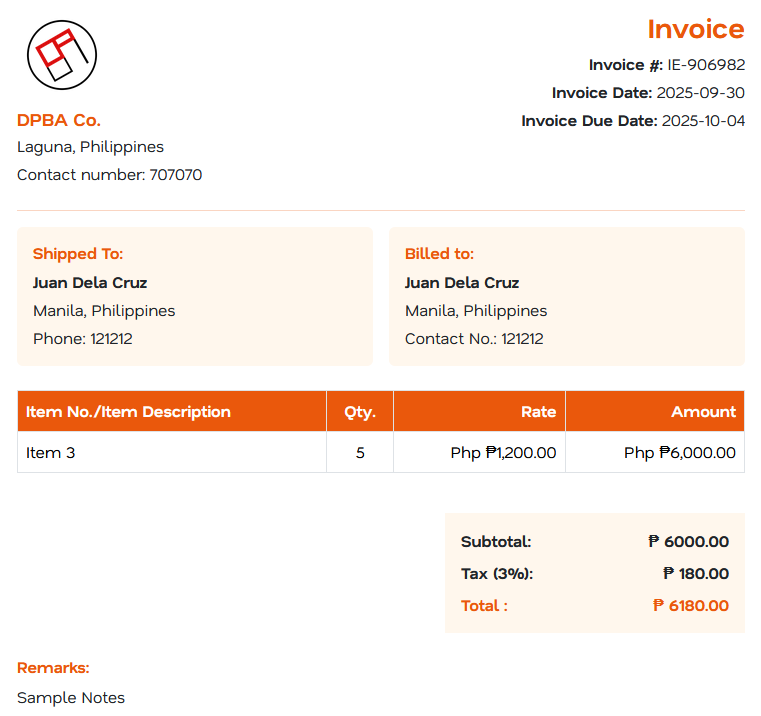 Invoice
Invoice #: IE-906982
Invoice Date: 2025-09-30
Invoice Due Date: 2025-10-04
DPBA Co.
Laguna, Philippines
Contact number: 707070
Shipped To:
Juan Dela Cruz
Manila, Philippines
Phone: 121212
Billed to:
Juan Dela Cruz
Manila, Philippines
Contact No.: 121212
Item No./Item Description Qty. Rate Amount
Item 3 5 Php ₱1,200.00 Php ₱6,000.00
Subtotal: ₱ 6000.00
Tax (3%): ₱ 180.00
Total : ₱ 6180.00
Remarks:
Sample Notes